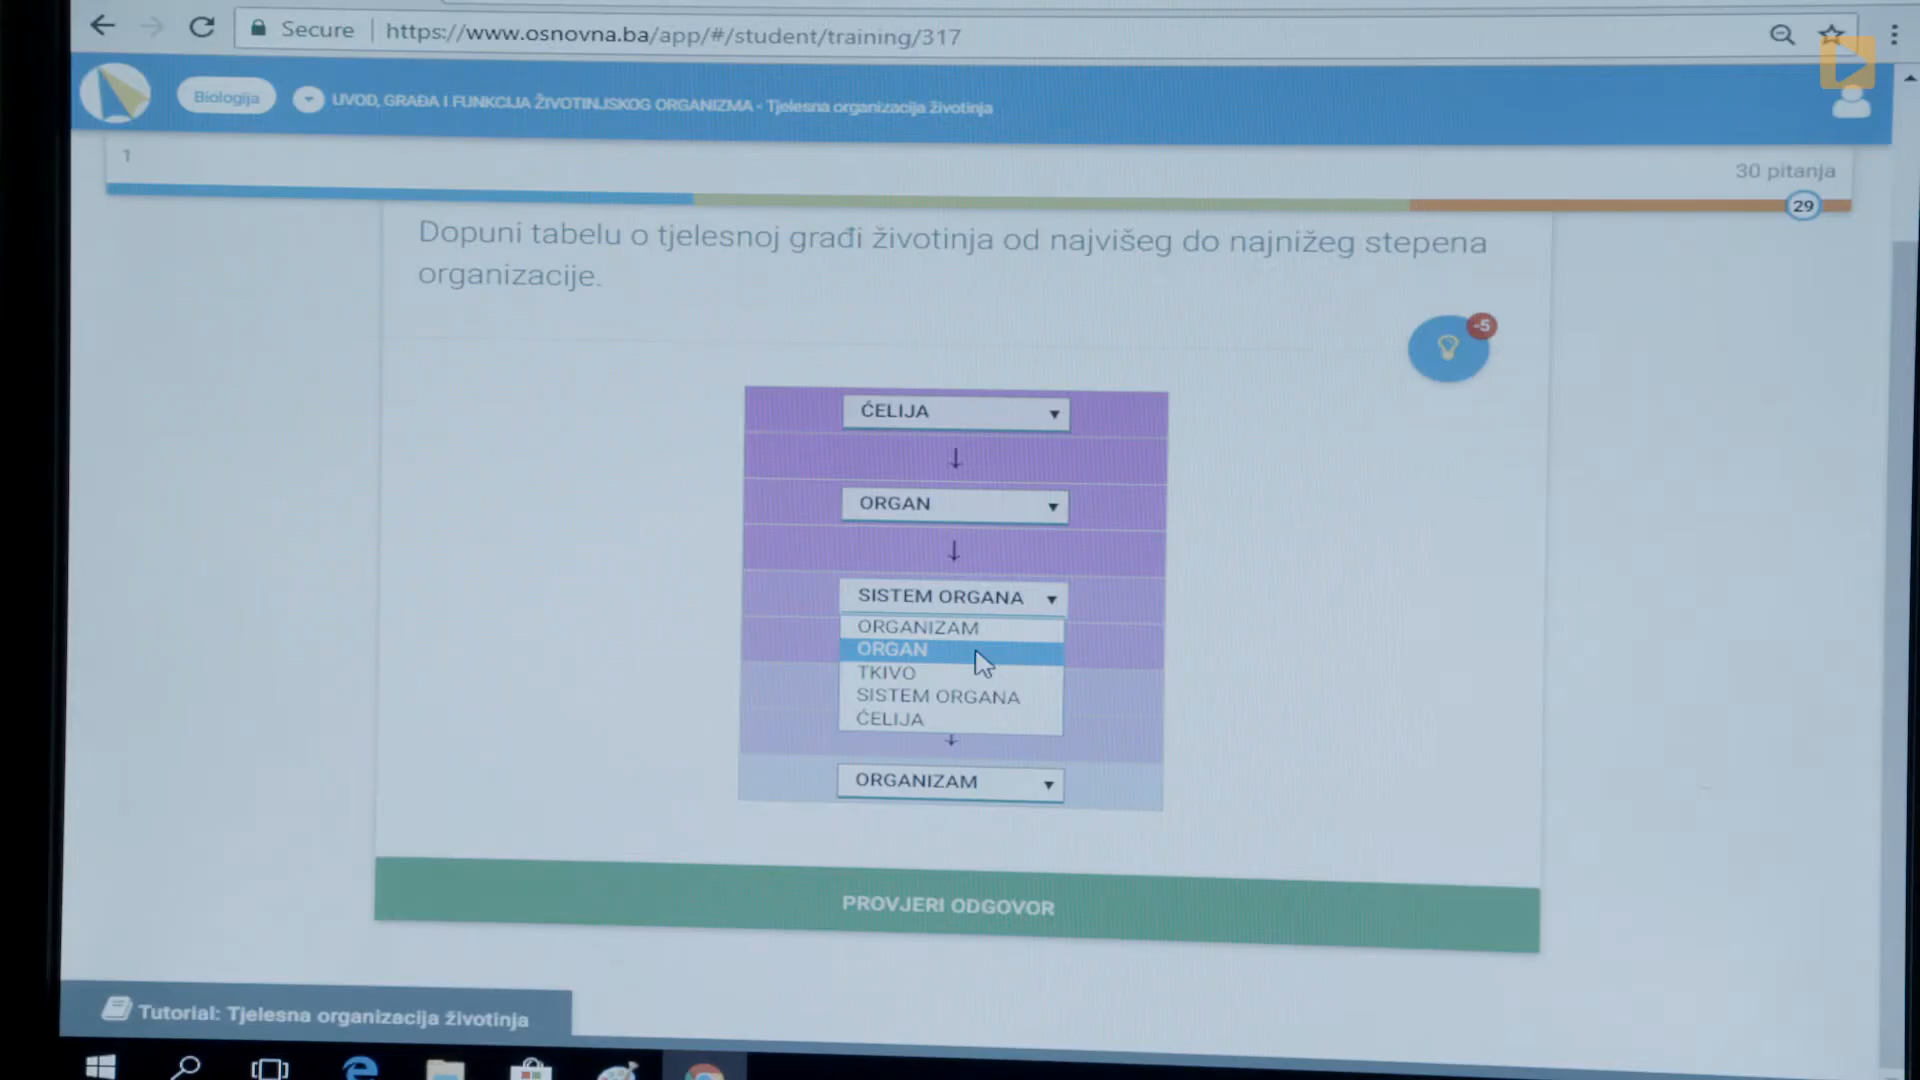 Secure
https://www.osnovna.ba/app/#/student/training/317
Biologija
UVOD, GRAĐA I FUNKCIJA ŽIVOTINJSKOG ORGANIZMA - Tjelesna organizacija životinja
1
30 pitanja
29
Dopuni tabelu o tjelesnoj građi životinja od najvišeg do najnižeg stepena
organizacije.
-5
ĆELIJA
ORGAN
SISTEM ORGANA
ORGANIZAM
ORGAN
TKIVO
SISTEM ORGANA
ĆELIJA
ORGANIZAM
PROVJERI ODGOVOR
Tutorial: Tjelesna organizacija životinja